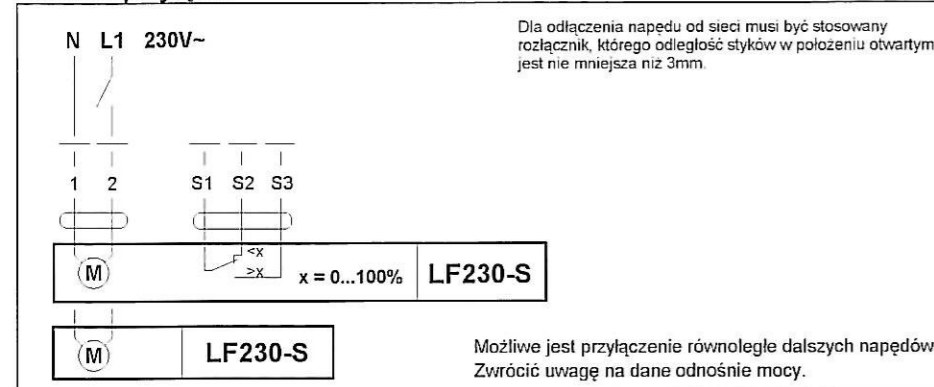 N L1 230V~
Dla odłączenia napędu od sieci musi być stosowany
rozłącznik, którego odległość styków w położeniu otwartym
jest nie mniejsza niż 3mm.
1 2 S1 S2 S3
<x
>x
M x = 0...100% LF230-S
M LF230-S
Możliwe jest przyłączenie równoległe dalszych napędów
Zwrócić uwagę na dane odnośnie mocy.